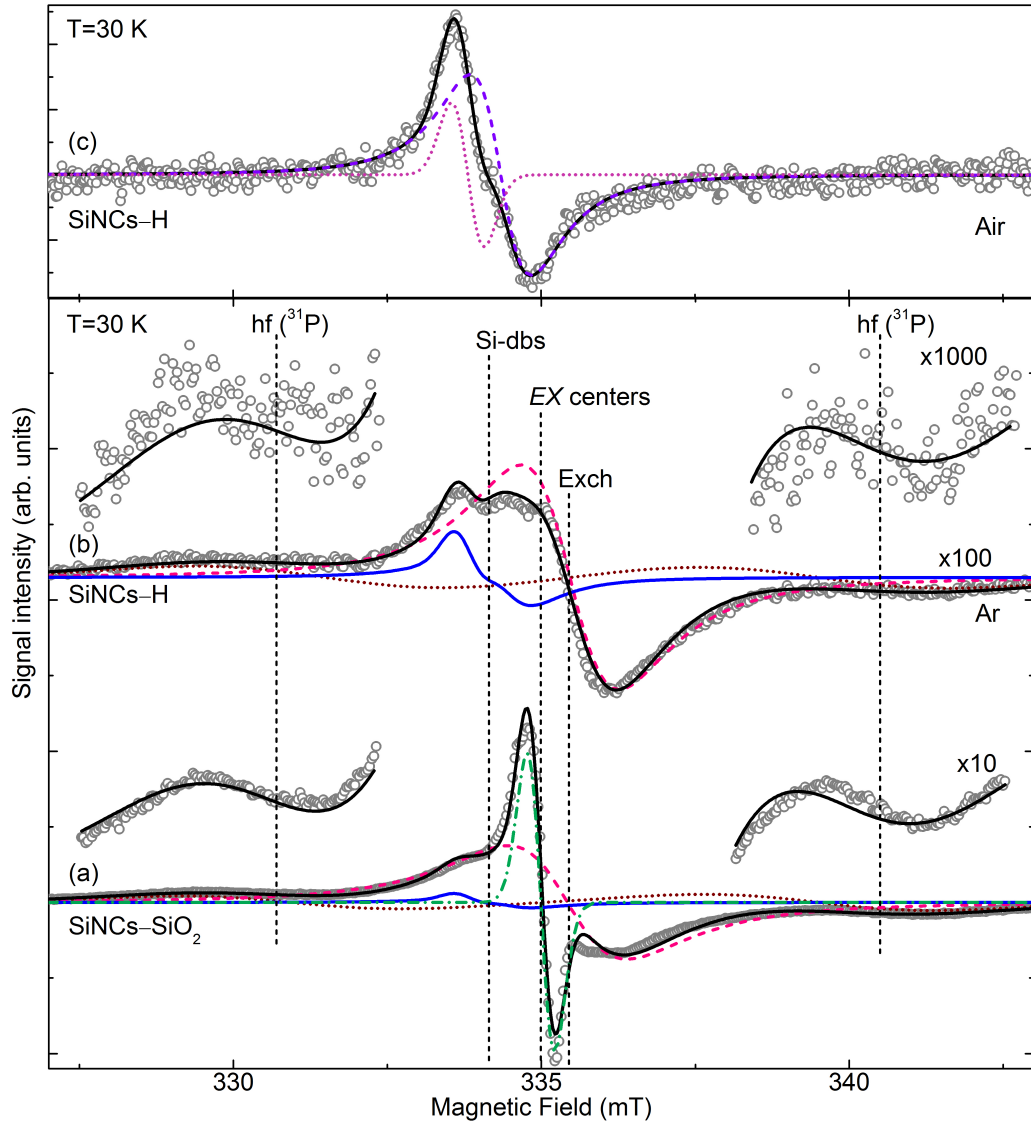 T=30 K
(c)
SiNCs–H
Air
T=30 K
hf (³¹P)
hf (³¹P)
Si-dbs
x1000
EX centers
Exch
(b)
x100
SiNCs–H
Ar
x10
(a)
SiNCs–SiO₂
Signal intensity (arb. units)
330
335
340
Magnetic Field (mT)